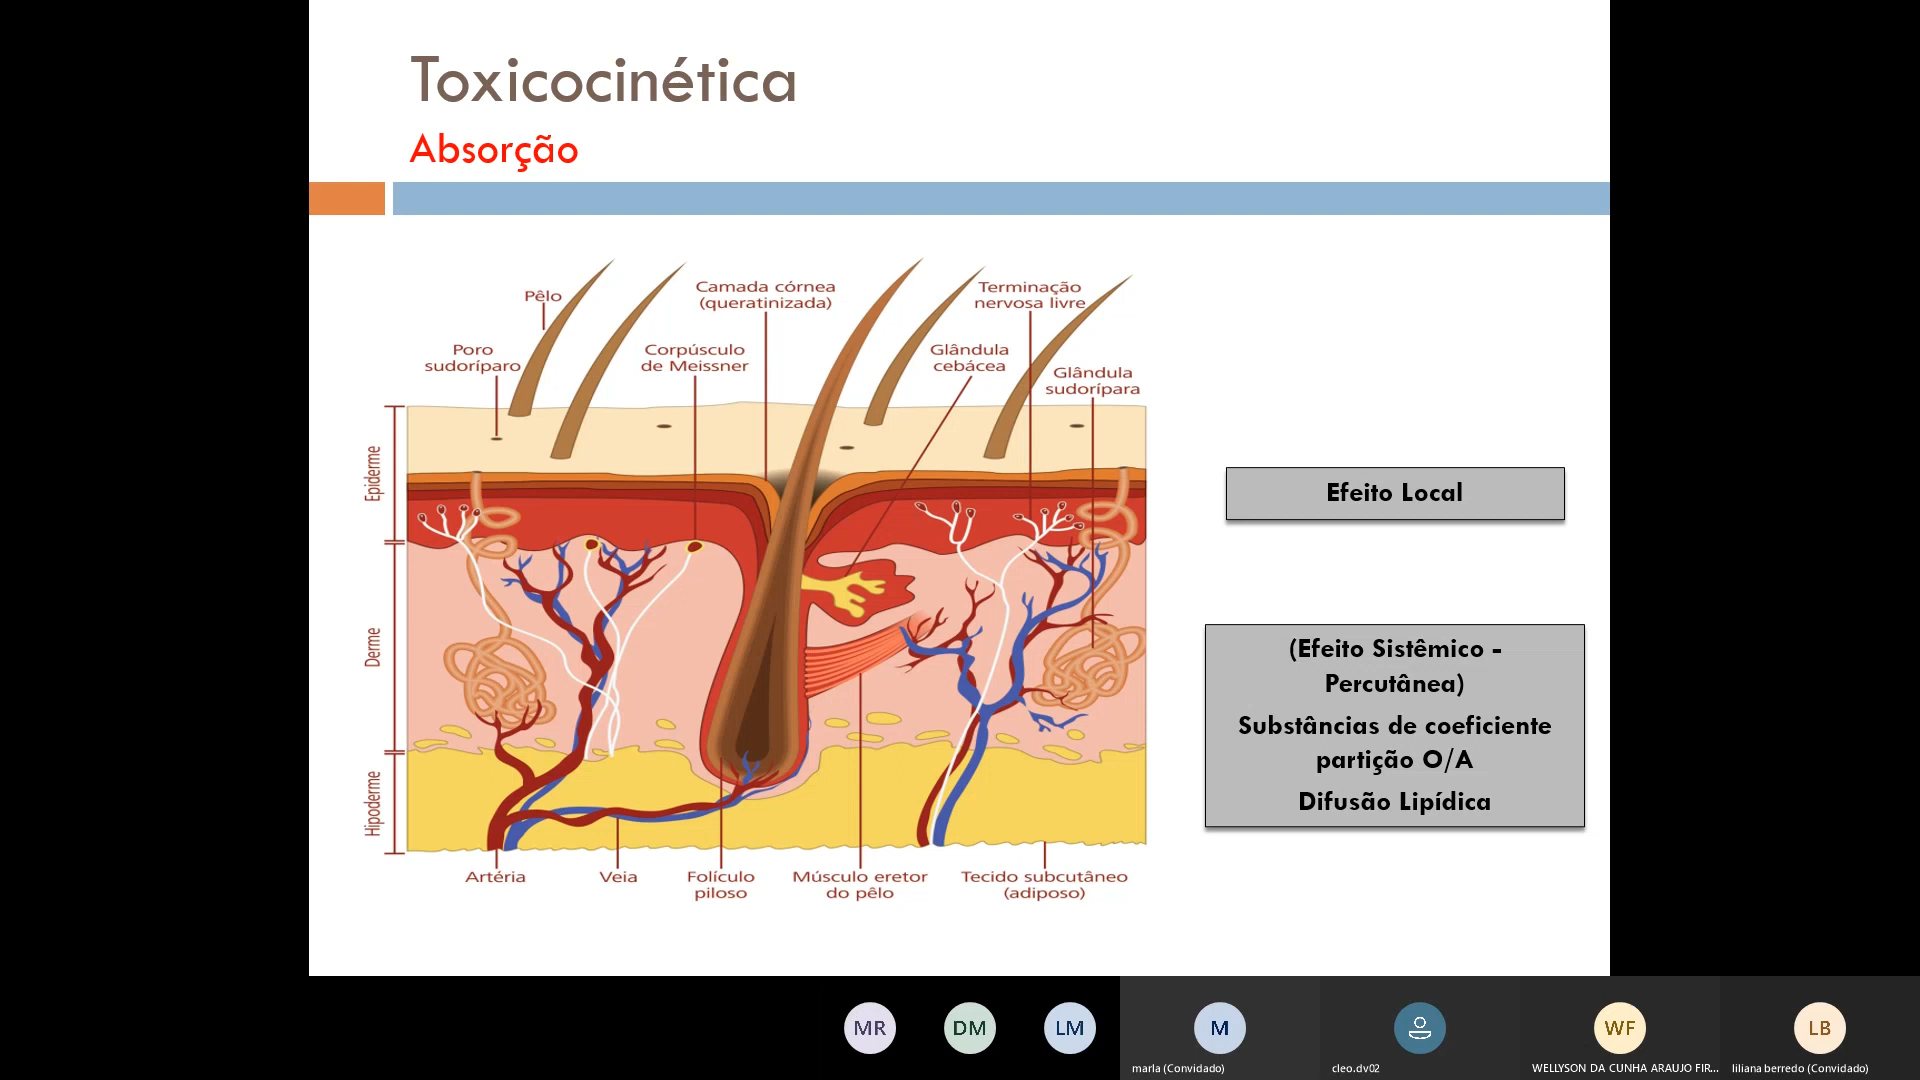 Toxicocinética
Absorção
Pêlo
Camada córnea
(queratinizada)
Terminação
nervosa livre
Poro
sudoríparo
Corpúsculo
de Meissner
Glândula
cebácea
Glândula
sudorípara
Epiderme
Derme
Hipoderme
Artéria
Veia
Folículo
piloso
Músculo eretor
do pêlo
Tecido subcutâneo
(adiposo)
Efeito Local
(Efeito Sistêmico -
Percutânea)
Substâncias de coeficiente
partição O/A
Difusão Lipídica
MR
DM
LM
M
WF
LB
marla (Convidado)
cleo.dv02
WELLYSON DA CUNHA ARAUJO FIR...
liliana berredo (Convidado)